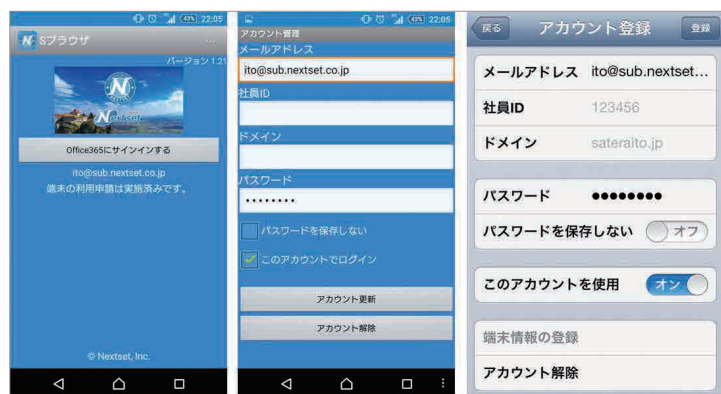 22:05
Sブラウザ
バージョン 1.21
N
Nextset
Office365にサインインする
ito@sub.nextset.co.jp
端末の利用申請は実施済みです。
© Nextset, Inc.
22:05
アカウント管理
メールアドレス
ito@sub.nextset.co.jp
社員ID
ドメイン
パスワード
••••••••
パスワードを保存しない
このアカウントでログイン
アカウント更新
アカウント解除
戻る アカウント登録 登録
メールアドレス ito@sub.nextset...
社員ID 123456
ドメイン sateraito.jp
パスワード ●●●●●●●●
パスワードを保存しない オフ
このアカウントを使用 オン
端末情報の登録
アカウント解除